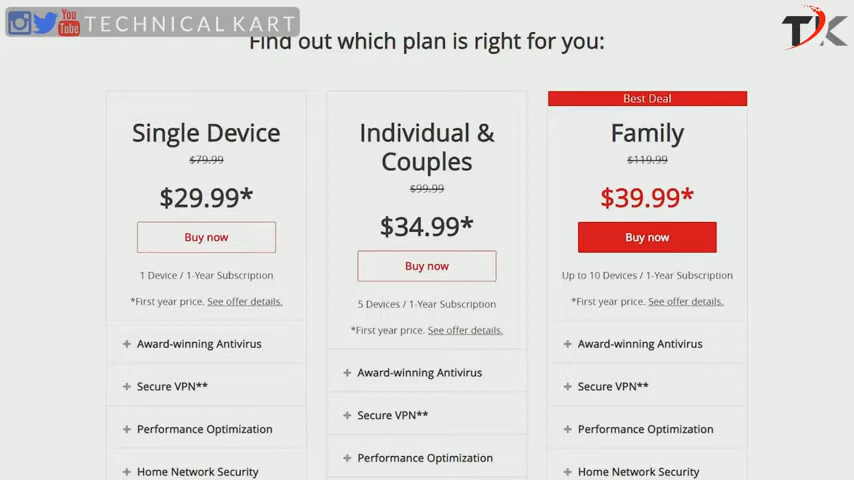 You
Tube
TECHNICAL KART
TK
Find out which plan is right for you:
Single Device
$79.99
$29.99*
Buy now
1 Device / 1-Year Subscription
*First year price. See offer details.
+ Award-winning Antivirus
+ Secure VPN**
+ Performance Optimization
+ Home Network Security
Individual &
Couples
$99.99
$34.99*
Buy now
5 Devices / 1-Year Subscription
*First year price. See offer details.
+ Award-winning Antivirus
+ Secure VPN**
+ Performance Optimization
Best Deal
Family
$119.99
$39.99*
Buy now
Up to 10 Devices / 1-Year Subscription
*First year price. See offer details.
+ Award-winning Antivirus
+ Secure VPN**
+ Performance Optimization
+ Home Network Security